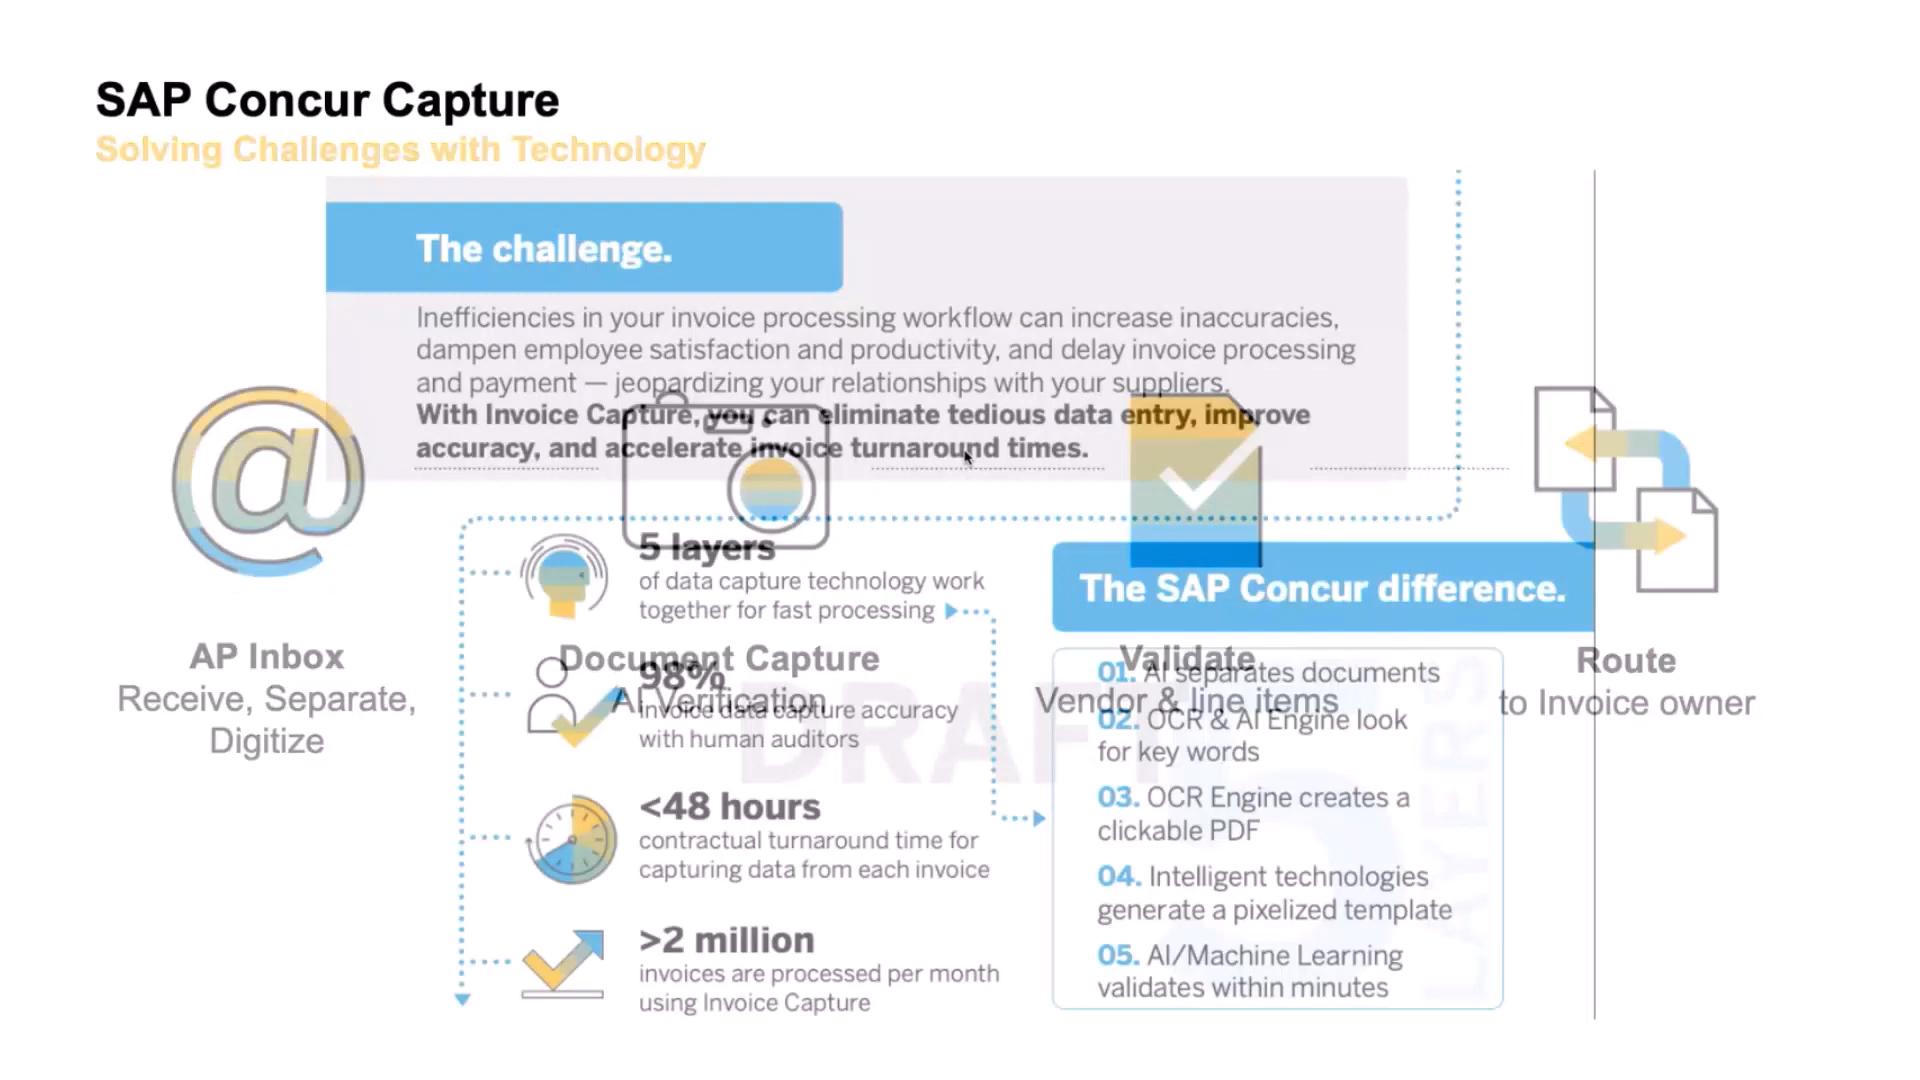 SAP Concur Capture
Solving Challenges with Technology
The challenge.
Inefficiencies in your invoice processing workflow can increase inaccuracies,
dampen employee satisfaction and productivity, and delay invoice processing
and payment — jeopardizing your relationships with your suppliers.
With Invoice Capture, you can eliminate tedious data entry, improve
accuracy, and accelerate invoice turnaround times.
@
AP Inbox
Receive, Separate,
Digitize
Document Capture
AI Verification
Validate
Vendor & line items
Route
to Invoice owner
5 layers
of data capture technology work
together for fast processing
98%
invoice data capture accuracy
with human auditors
<48 hours
contractual turnaround time for
capturing data from each invoice
>2 million
invoices are processed per month
using Invoice Capture
The SAP Concur difference.
01. AI separates documents
02. OCR & AI Engine look
for key words
03. OCR Engine creates a
clickable PDF
04. Intelligent technologies
generate a pixelized template
05. AI/Machine Learning
validates within minutes
5
LAYERS
DRAFT